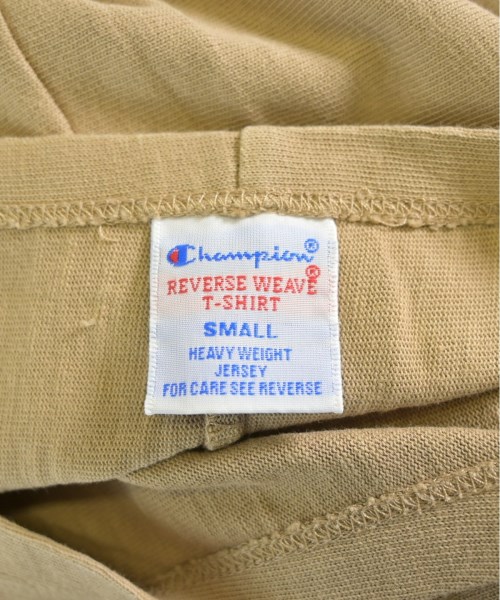 Champion®
REVERSE WEAVE®
T-SHIRT
SMALL
HEAVY WEIGHT
JERSEY
FOR CARE SEE REVERSE